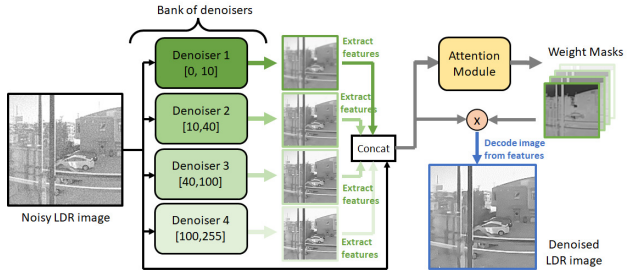 Bank of denoisers
Denoiser 1
[0, 10]
Extract
features
Attention
Module
Weight Masks
Denoiser 2
[10,40]
Extract
features
x
Decode image
from features
Noisy LDR image
Denoiser 3
[40,100]
Concat
Extract
features
Denoiser 4
[100,255]
Extract
features
Denoised
LDR image